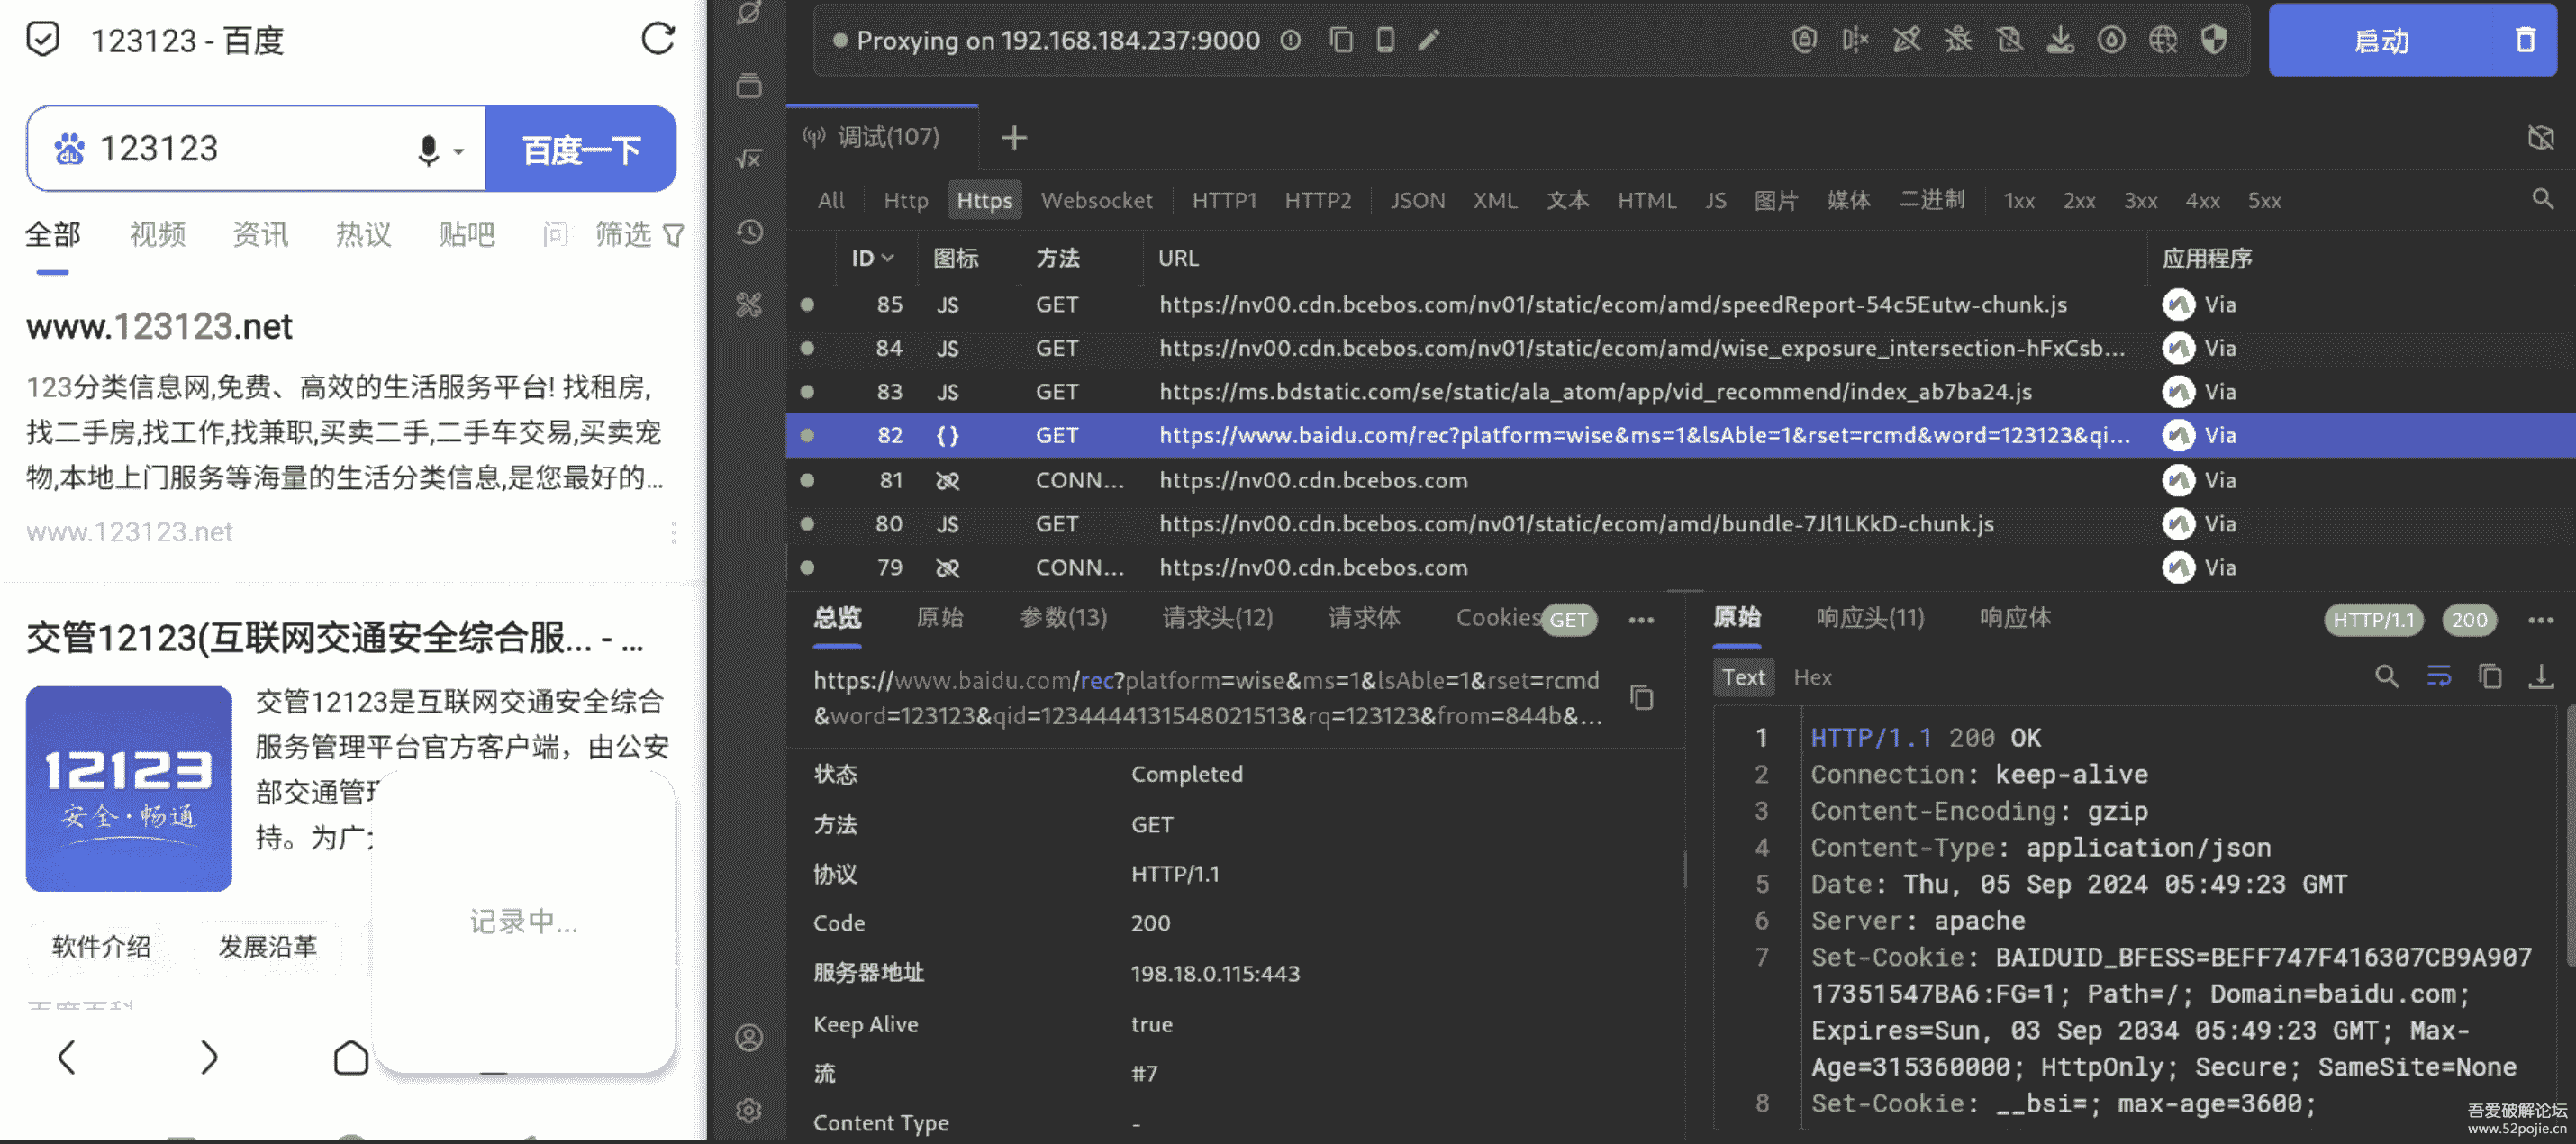 123123 - 百度
123123
百度一下
全部 视频 资讯 热议 贴吧 问 筛选
www.123123.net
123分类信息网,免费、高效的生活服务平台! 找租房,
找二手房,找工作,找兼职,买卖二手,二手车交易,买卖宠
物,本地上门服务等海量的生活分类信息,是您最好的...
www.123123.net
交管12123(互联网交通安全综合服... - ...
12123
安全·畅通
交管12123是互联网交通安全综合
服务管理平台官方客户端，由公安
部交通管理
持。为广
软件介绍 发展沿革
记录中...
Proxying on 192.168.184.237:9000
启动
调试(107)
All Http Https Websocket HTTP1 HTTP2 JSON XML 文本 HTML JS 图片 媒体 二进制 1xx 2xx 3xx 4xx 5xx
ID 图标 方法 URL 应用程序
85 JS GET https://nv00.cdn.bcebos.com/nv01/static/ecom/amd/speedReport-54c5Eutw-chunk.js Via
84 JS GET https://nv00.cdn.bcebos.com/nv01/static/ecom/amd/wise_exposure_intersection-hFxCsb... Via
83 JS GET https://ms.bdstatic.com/se/static/ala_atom/app/vid_recommend/index_ab7ba24.js Via
82 {} GET https://www.baidu.com/rec?platform=wise&ms=1&lsAble=1&rset=rcmd&word=123123&qi... Via
81 CONN... https://nv00.cdn.bcebos.com Via
80 JS GET https://nv00.cdn.bcebos.com/nv01/static/ecom/amd/bundle-7Jl1LKkD-chunk.js Via
79 CONN... https://nv00.cdn.bcebos.com Via
总览 原始 参数(13) 请求头(12) 请求体 Cookies GET
https://www.baidu.com/rec?platform=wise&ms=1&lsAble=1&rset=rcmd
&word=123123&qid=12344444131548021513&rq=123123&from=844b&...
状态 Completed
方法 GET
协议 HTTP/1.1
Code 200
服务器地址 198.18.0.115:443
Keep Alive true
流 #7
Content Type -
原始 响应头(11) 响应体 HTTP/1.1 200
Text Hex
1 HTTP/1.1 200 OK
2 Connection: keep-alive
3 Content-Encoding: gzip
4 Content-Type: application/json
5 Date: Thu, 05 Sep 2024 05:49:23 GMT
6 Server: apache
7 Set-Cookie: BAIDUID_BFESS=BEFF747F416307CB9A907
17351547BA6:FG=1; Path=/; Domain=baidu.com;
Expires=Sun, 03 Sep 2034 05:49:23 GMT; Max-
Age=315360000; HttpOnly; Secure; SameSite=None
8 Set-Cookie: __bsi=; max-age=3600;
吾爱破解论坛
www.52pojie.cn